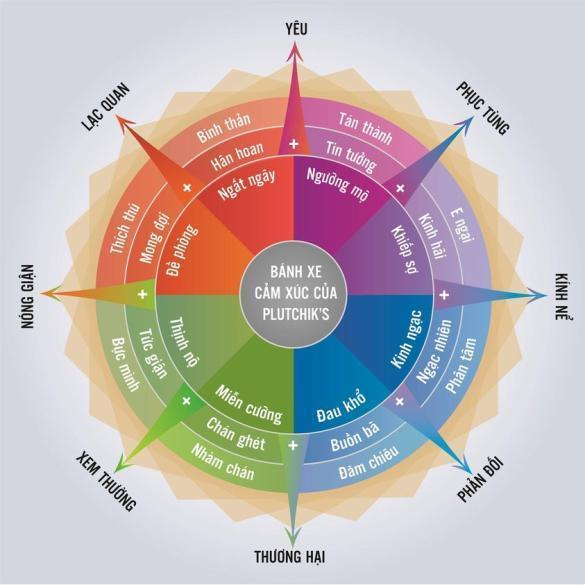 YÊU
LẠC QUAN
PHỤC TÙNG
Bình thản
Hân hoan
Ngất ngây
Tán thành
Tin tưởng
Ngưỡng mộ
Thích thú
Mong đợi
Đề phòng
E ngại
Kinh hãi
Khiếp sợ
NÓNG GIẬN
BÁNH XE
CẢM XÚC CỦA
PLUTCHIK'S
KÍNH NỂ
Bực mình
Tức giận
Thịnh nộ
Kinh ngạc
Ngạc nhiên
Phân tâm
Miễn cưỡng
Chán ghét
Nhàm chán
Đau khổ
Buồn bã
Đăm chiêu
XEM THƯỜNG
PHẢN ĐỐI
THƯƠNG HẠI